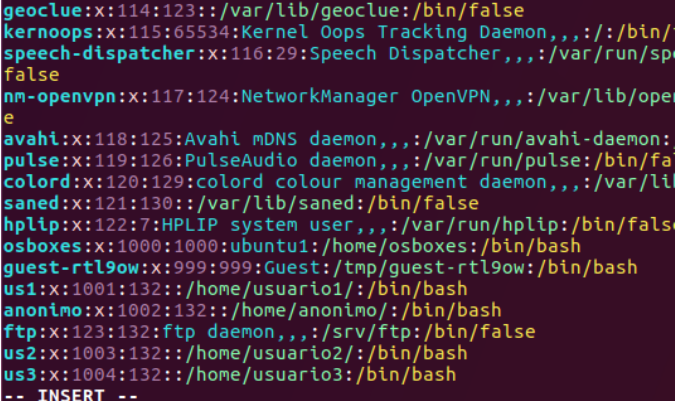 geoclue:x:114:123::/var/lib/geoclue:/bin/false
kernoops:x:115:65534:Kernel Oops Tracking Daemon,,,:/:/bin/
speech-dispatcher:x:116:29:Speech Dispatcher,,,:/var/run/spe
false
nm-openvpn:x:117:124:NetworkManager OpenVPN,,,:/var/lib/open
e
avahi:x:118:125:Avahi mDNS daemon,,,:/var/run/avahi-daemon:
pulse:x:119:126:PulseAudio daemon,,,:/var/run/pulse:/bin/fal
colord:x:120:129:colord colour management daemon,,,:/var/lib
saned:x:121:130::/var/lib/saned:/bin/false
hplip:x:122:7:HPLIP system user,,,:/var/run/hplip:/bin/false
osboxes:x:1000:1000:ubuntu1:/home/osboxes:/bin/bash
guest-rtl9ow:x:999:999:Guest:/tmp/guest-rtl9ow:/bin/bash
us1:x:1001:132::/home/usuario1/:/bin/bash
anonimo:x:1002:132::/home/anonimo/:/bin/bash
ftp:x:123:132:ftp daemon,,,:/srv/ftp:/bin/false
us2:x:1003:132::/home/usuario2/:/bin/bash
us3:x:1004:132::/home/usuario3:/bin/bash
-- INSERT --